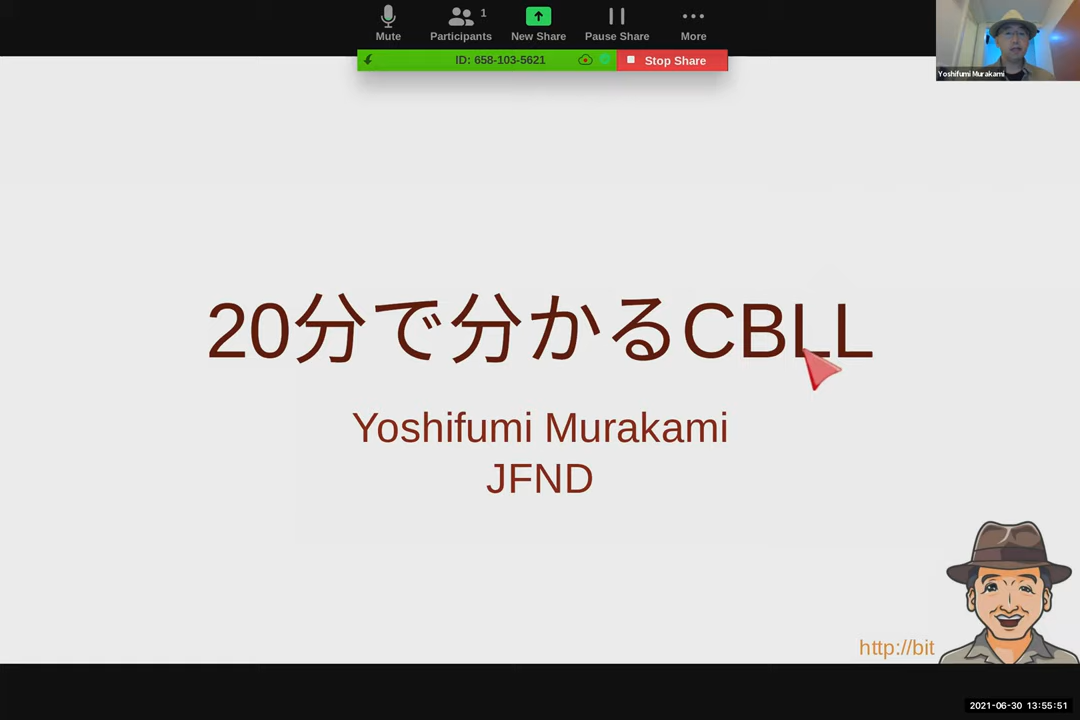 1
Mute
Participants
New Share
Pause Share
More
ID: 658-103-5621
Stop Share
Yoshifumi Murakami
20分で分かるCBLL
Yoshifumi Murakami
JFND
http://bit
2021-06-30 13:55:51